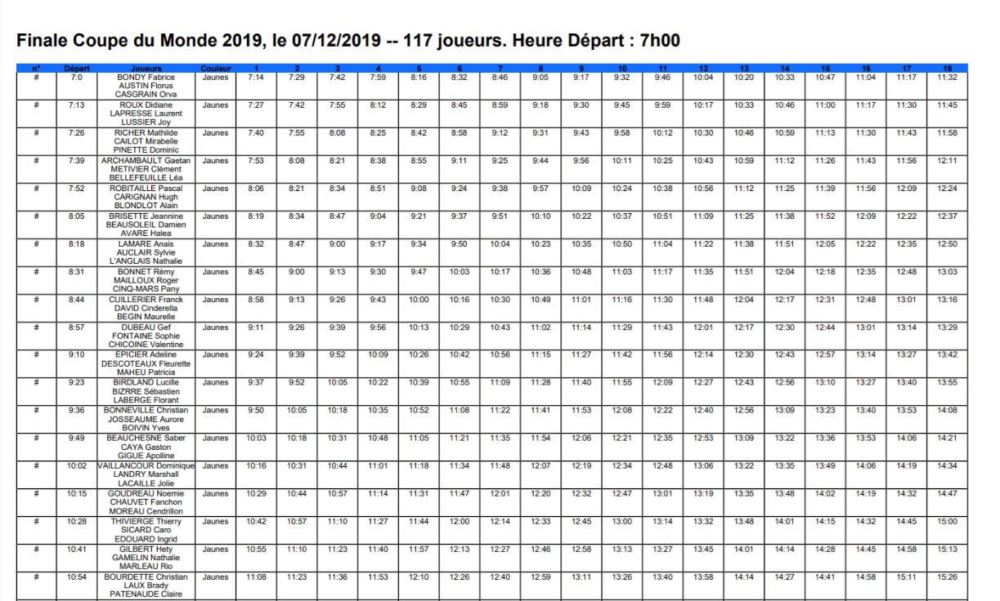 Finale Coupe du Monde 2019, le 07/12/2019 -- 117 joueurs. Heure Départ : 7h00
n° Départ Joueurs Couleur 1 2 3 4 5 6 7 8 9 10 11 12 13 14 15 16 17 18
# 7:0 BONDY Fabrice Jaunes 7:14 7:29 7:42 7:59 8:16 8:32 8:46 9:05 9:17 9:32 9:46 10:04 10:20 10:33 10:47 11:04 11:17 11:32
AUSTIN Florus
CASGRAIN Orva
# 7:13 ROUX Didiane Jaunes 7:27 7:42 7:55 8:12 8:29 8:45 8:59 9:18 9:30 9:45 9:59 10:17 10:33 10:46 11:00 11:17 11:30 11:45
LAPRESSE Laurent
LUSSIER Joy
# 7:26 RICHER Mathilde Jaunes 7:40 7:55 8:08 8:25 8:42 8:58 9:12 9:31 9:43 9:58 10:12 10:30 10:46 10:59 11:13 11:30 11:43 11:58
CAILOT Mirabelle
PINETTE Dominic
# 7:39 ARCHAMBAULT Gaetan Jaunes 7:53 8:08 8:21 8:38 8:55 9:11 9:25 9:44 9:56 10:11 10:25 10:43 10:59 11:12 11:26 11:43 11:56 12:11
METIVIER Clément
BELLEFEUILLE Léa
# 7:52 ROBITAILLE Pascal Jaunes 8:06 8:21 8:34 8:51 9:08 9:24 9:38 9:57 10:09 10:24 10:38 10:56 11:12 11:25 11:39 11:56 12:09 12:24
CARIGNAN Hugh
BLONDLOT Alain
# 8:05 BRISETTE Jeannine Jaunes 8:19 8:34 8:47 9:04 9:21 9:37 9:51 10:10 10:22 10:37 10:51 11:09 11:25 11:38 11:52 12:09 12:22 12:37
BEAUSOLEIL Damien
AVARE Halea
# 8:18 LAMARE Anais Jaunes 8:32 8:47 9:00 9:17 9:34 9:50 10:04 10:23 10:35 10:50 11:04 11:22 11:38 11:51 12:05 12:22 12:35 12:50
AUCLAIR Sylvie
L'ANGLAIS Nathalie
# 8:31 BONNET Rémy Jaunes 8:45 9:00 9:13 9:30 9:47 10:03 10:17 10:36 10:48 11:03 11:17 11:35 11:51 12:04 12:18 12:35 12:48 13:03
MAILLOUX Roger
CINQ-MARS Pany
# 8:44 CUILLERIER Franck Jaunes 8:58 9:13 9:26 9:43 10:00 10:16 10:30 10:49 11:01 11:16 11:30 11:48 12:04 12:17 12:31 12:48 13:01 13:16
DAVID Cinderella
BEGIN Maurelle
# 8:57 DUBEAU Gef Jaunes 9:11 9:26 9:39 9:56 10:13 10:29 10:43 11:02 11:14 11:29 11:43 12:01 12:17 12:30 12:44 13:01 13:14 13:29
FONTAINE Sophie
CHICOINE Valentine
# 9:10 EPICIER Adeline Jaunes 9:24 9:39 9:52 10:09 10:26 10:42 10:56 11:15 11:27 11:42 11:56 12:14 12:30 12:43 12:57 13:14 13:27 13:42
DESCOTEAUX Fleurette
MAHEU Patricia
# 9:23 BIRDLAND Lucille Jaunes 9:37 9:52 10:05 10:22 10:39 10:55 11:09 11:28 11:40 11:55 12:09 12:27 12:43 12:56 13:10 13:27 13:40 13:55
BIZRRE Sébastien
LABERGE Florant
# 9:36 BONNEVILLE Christian Jaunes 9:50 10:05 10:18 10:35 10:52 11:08 11:22 11:41 11:53 12:08 12:22 12:40 12:56 13:09 13:23 13:40 13:53 14:08
JOSSEAUME Aurore
BOIVIN Yves
# 9:49 BEAUCHESNE Saber Jaunes 10:03 10:18 10:31 10:48 11:05 11:21 11:35 11:54 12:06 12:21 12:35 12:53 13:09 13:22 13:36 13:53 14:06 14:21
CAYA Gaston
GIGUE Apolline
# 10:02 VAILLANCOUR Dominique Jaunes 10:16 10:31 10:44 11:01 11:18 11:34 11:48 12:07 12:19 12:34 12:48 13:06 13:22 13:35 13:49 14:06 14:19 14:34
LANDRY Marshall
LACAILLE Jolie
# 10:15 GOUDREAU Noemie Jaunes 10:29 10:44 10:57 11:14 11:31 11:47 12:01 12:20 12:32 12:47 13:01 13:19 13:35 13:48 14:02 14:19 14:32 14:47
CHAUVET Fanchon
MOREAU Cendrillon
# 10:28 THIVIERGE Thierry Jaunes 10:42 10:57 11:10 11:27 11:44 12:00 12:14 12:33 12:45 13:00 13:14 13:32 13:48 14:01 14:15 14:32 14:45 15:00
SICARD Caro
EDOUARD Ingrid
# 10:41 GILBERT Hety Jaunes 10:55 11:10 11:23 11:40 11:57 12:13 12:27 12:46 12:58 13:13 13:27 13:45 14:01 14:14 14:28 14:45 14:58 15:13
GAMELIN Nathalie
MARLEAU Rio
# 10:54 BOURDETTE Christian Jaunes 11:08 11:23 11:36 11:53 12:10 12:26 12:40 12:59 13:11 13:26 13:40 13:58 14:14 14:27 14:41 14:58 15:11 15:26
LAUX Brady
PATENAUDE Claire